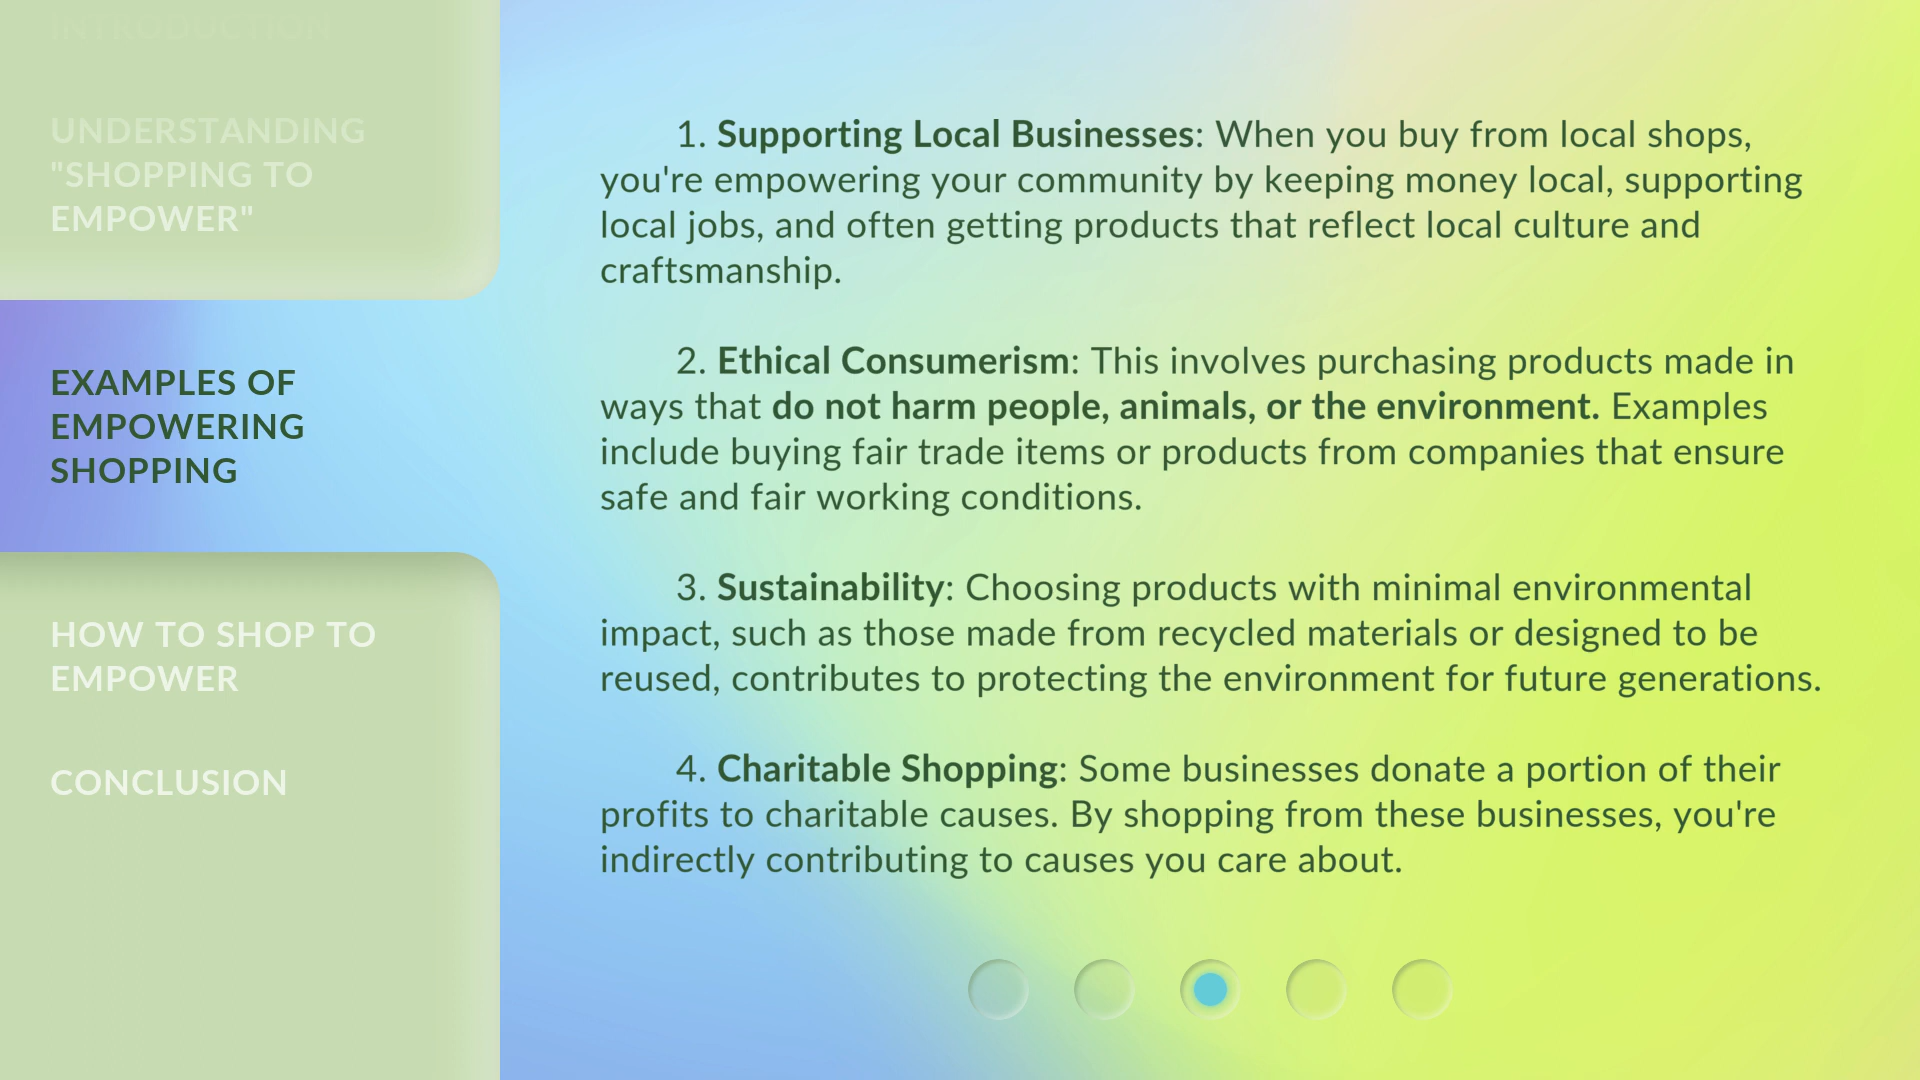 INTRODUCTION
UNDERSTANDING
"SHOPPING TO
EMPOWER"
EXAMPLES OF
EMPOWERING
SHOPPING
HOW TO SHOP TO
EMPOWER
CONCLUSION
1. Supporting Local Businesses: When you buy from local shops,
you're empowering your community by keeping money local, supporting
local jobs, and often getting products that reflect local culture and
craftsmanship.
2. Ethical Consumerism: This involves purchasing products made in
ways that do not harm people, animals, or the environment. Examples
include buying fair trade items or products from companies that ensure
safe and fair working conditions.
3. Sustainability: Choosing products with minimal environmental
impact, such as those made from recycled materials or designed to be
reused, contributes to protecting the environment for future generations.
4. Charitable Shopping: Some businesses donate a portion of their
profits to charitable causes. By shopping from these businesses, you're
indirectly contributing to causes you care about.